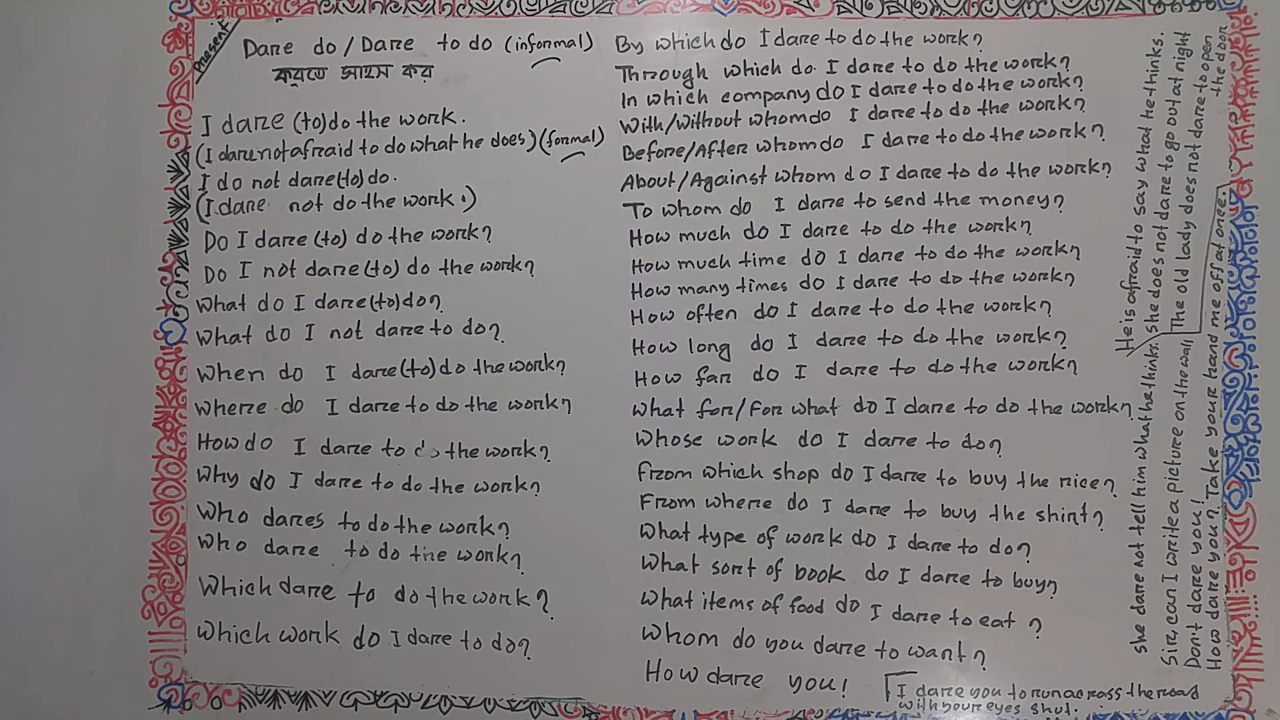 Present
Dare do / Dare to do (informal)
করতে সাহস কর
I dare (to) do the work.
(I dare not afraid to do what he does) (formal)
I do not dare (to) do.
(I dare not do the work.)
Do I dare (to) do the work?
Do I not dare (to) do the work?
What do I dare (to) do?
What do I not dare to do?
When do I dare (to) do the work?
Where do I dare to do the work?
How do I dare to do the work?
Why do I dare to do the work?
Who dares to do the work?
Who dare to do the work?
Which dare to do the work?
Which work do I dare to do?
By which do I dare to do the work?
Through which do I dare to do the work?
In which company do I dare to do the work?
With/Without whom do I dare to do the work?
Before/After whom do I dare to do the work?
About/Against whom do I dare to do the work?
To whom do I dare to send the money?
How much do I dare to do the work?
How much time do I dare to do the work?
How many times do I dare to do the work?
How often do I dare to do the work?
How long do I dare to do the work?
How far do I dare to do the work?
What for/For what do I dare to do the work?
Whose work do I dare to do?
From which shop do I dare to buy the rice?
From where do I dare to buy the shirt?
What type of work do I dare to do?
What sort of book do I dare to buy?
What items of food do I dare to eat?
Whom do you dare to want?
How dare you!
I dare you to run across the road
with your eyes shut.
He is afraid to say what he thinks.
She dare not tell him what he thinks. She does not dare to go out at night
Sir, can I write a picture on the wall
The old lady does not dare to open
the door
Don't dare you!
How dare you? Take your hand me off at once.